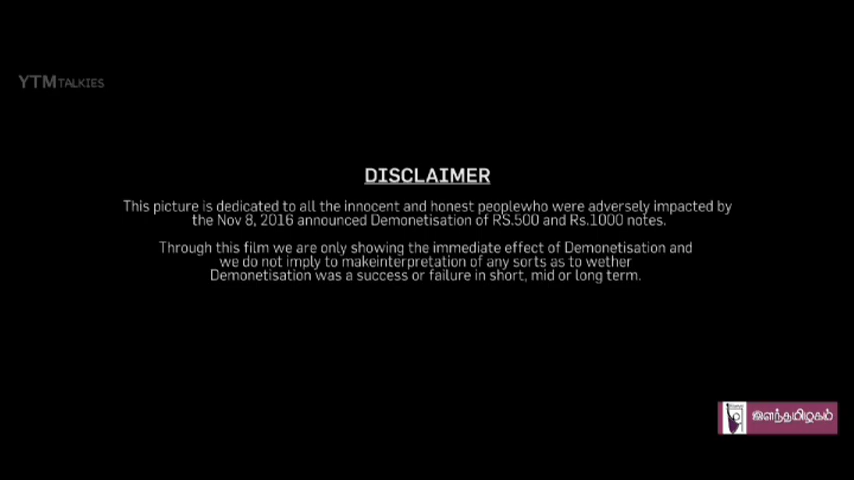 YTM TALKIES
DISCLAIMER
This picture is dedicated to all the innocent and honest peoplewho were adversely impacted by
the Nov 8, 2016 announced Demonetisation of RS.500 and Rs.1000 notes.
Through this film we are only showing the immediate effect of Demonetisation and
we do not imply to makeinterpretation of any sorts as to wether
Demonetisation was a success or failure in short, mid or long term.
இளந்தமிழகம்